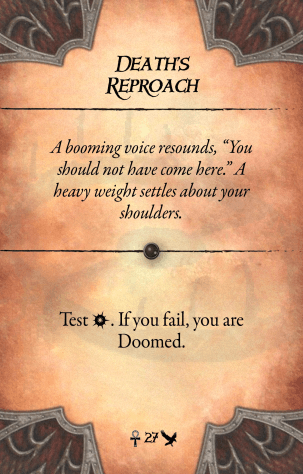 Death's
Reproach
A booming voice resounds, “You
should not have come here.” A
heavy weight settles about your
shoulders.
Test . If you fail, you are
Doomed.
27